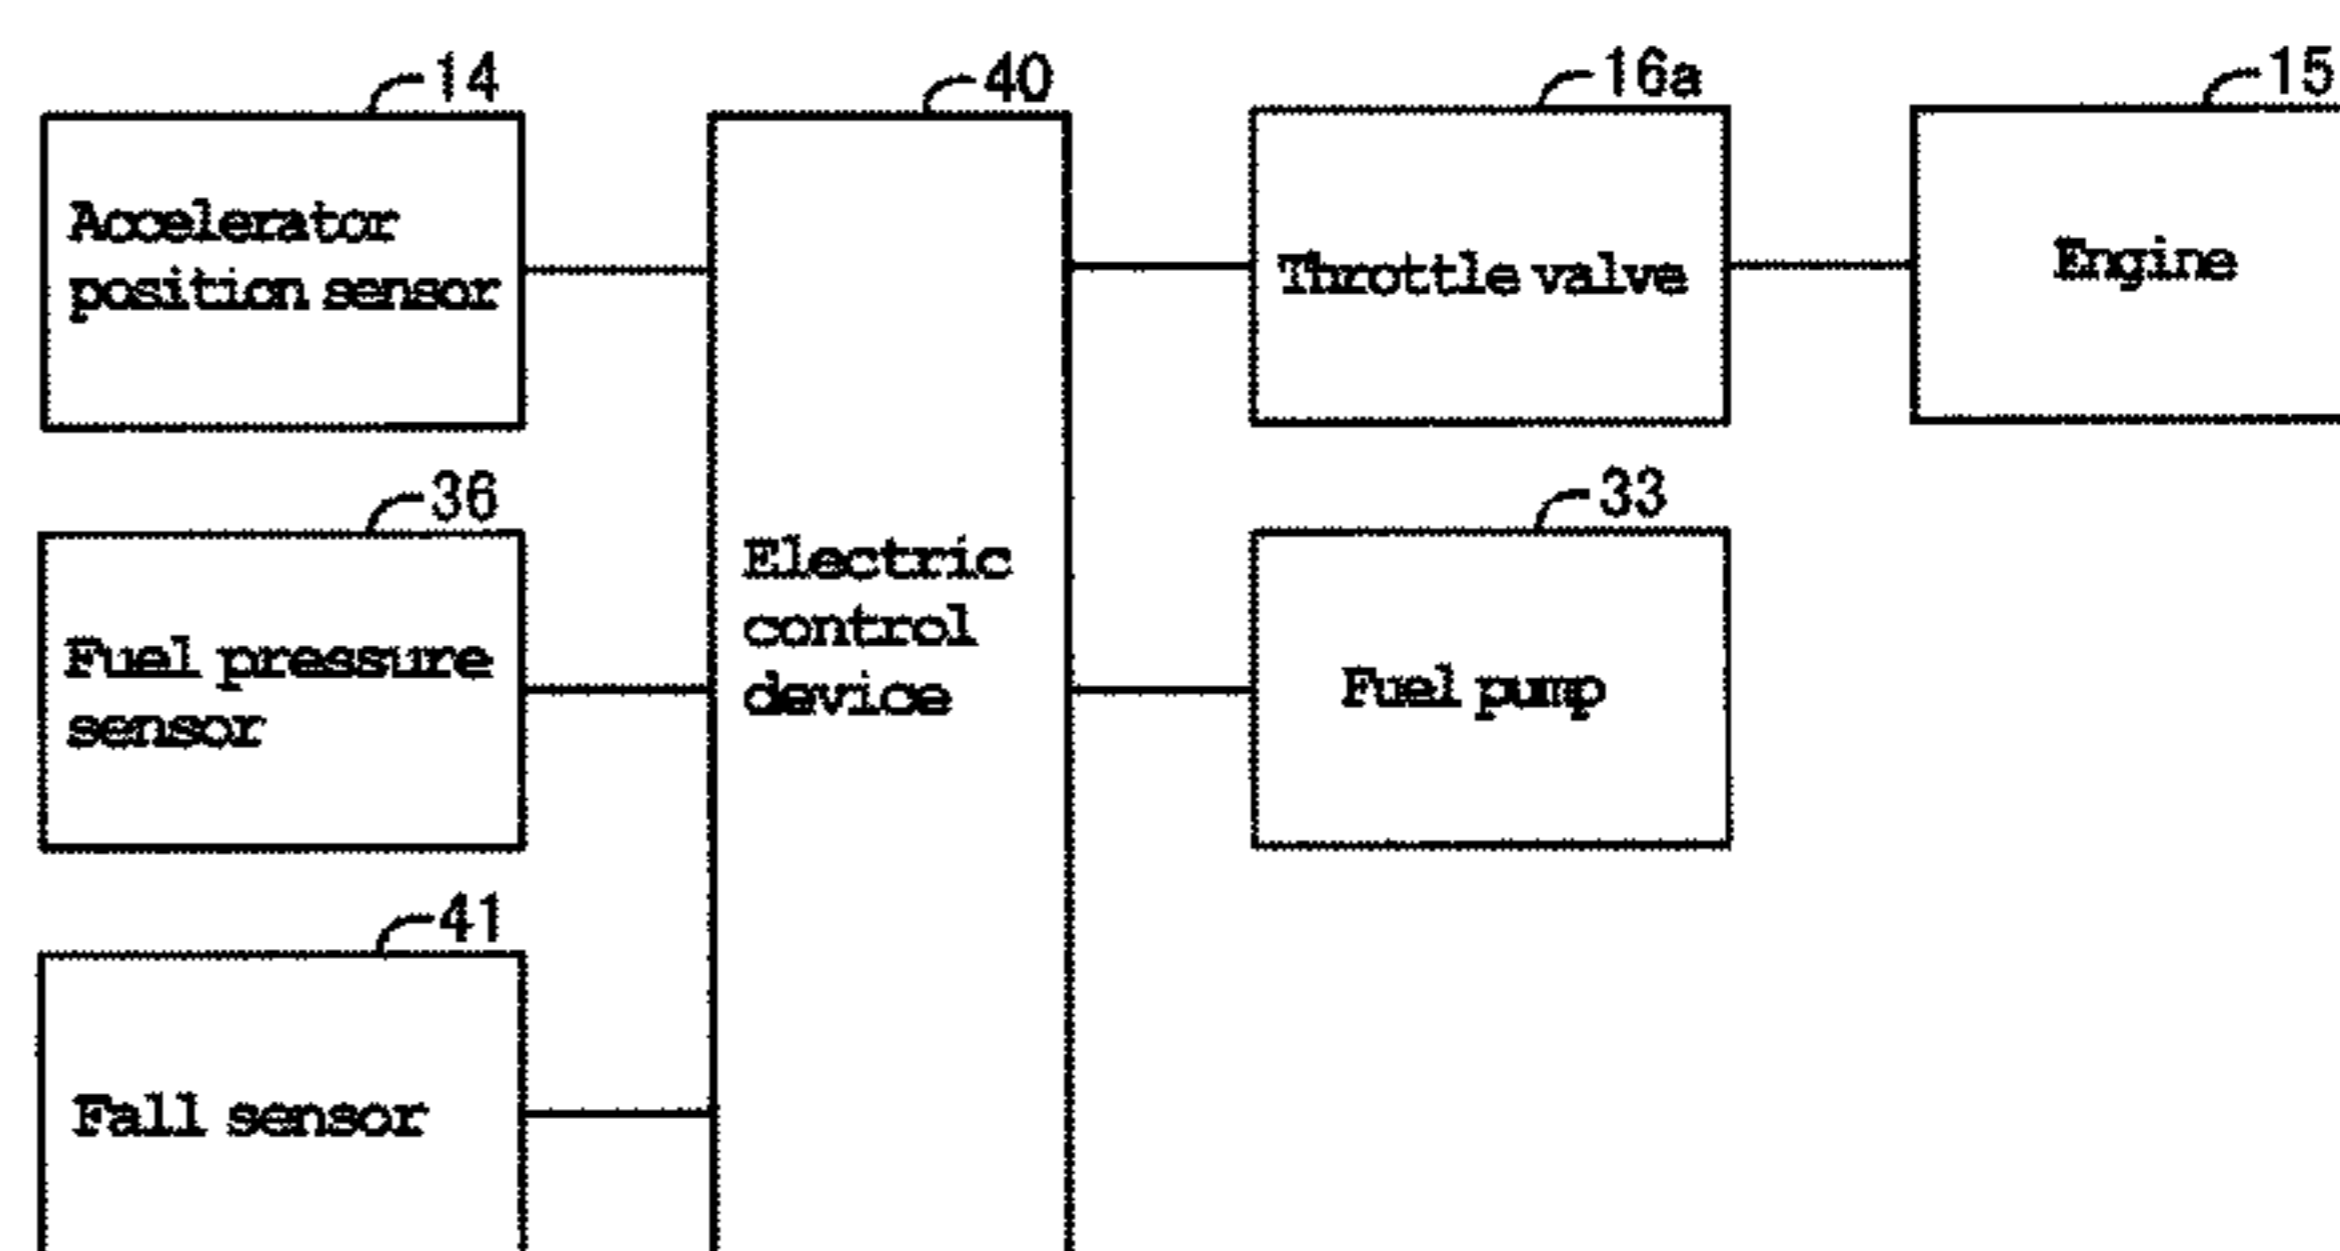 14
Accelerator
position sensor
36
Fuel pressure
sensor
41
Fall sensor
40
Electric
control
device
16a
Throttle valve
33
Fuel pump
15
Engine